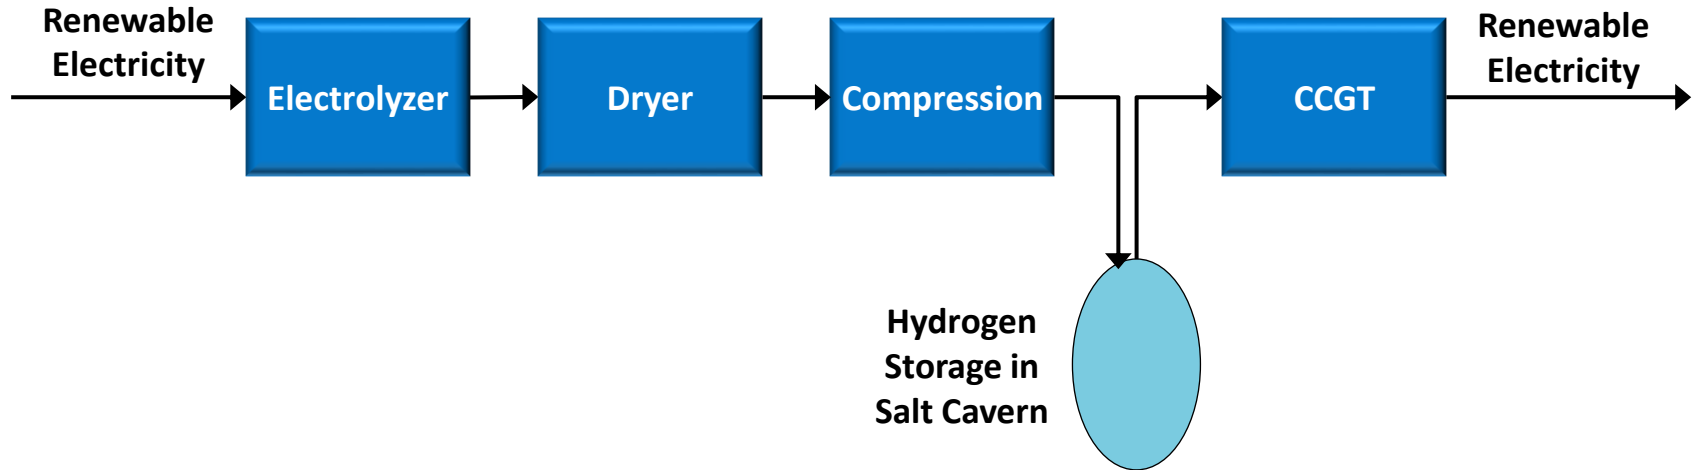 Renewable
Electricity
Electrolyzer
Dryer
Compression
CCGT
Renewable
Electricity
Hydrogen
Storage in
Salt Cavern